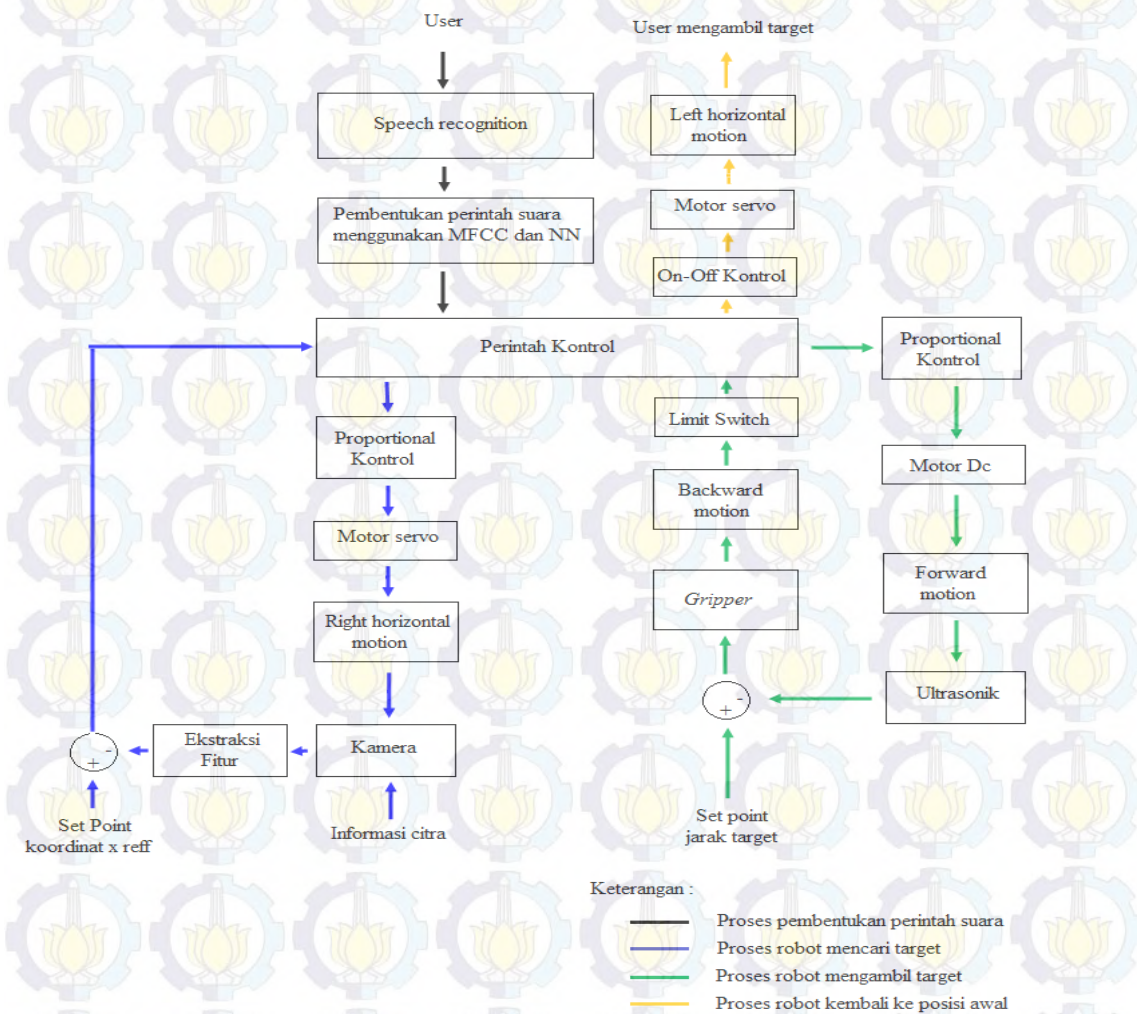 User
User mengambil target
Speech recognition
Left horizontal
motion
Pembentukan perintah suara
menggunakan MFCC dan NN
Motor servo
On-Off Kontrol
Perintah Kontrol
Proportional
Kontrol
Limit Switch
Proportional
Kontrol
Motor Dc
Backward
motion
Motor servo
Forward
motion
Gripper
Right horizontal
motion
Ultrasonik
- 
+
Ekstraksi
Fitur
Kamera
-
+
Set Point
koordinat x reff
Informasi citra
Set point
jarak target
Keterangan :
Proses pembentukan perintah suara
Proses robot mencari target
Proses robot mengambil target
Proses robot kembali ke posisi awal